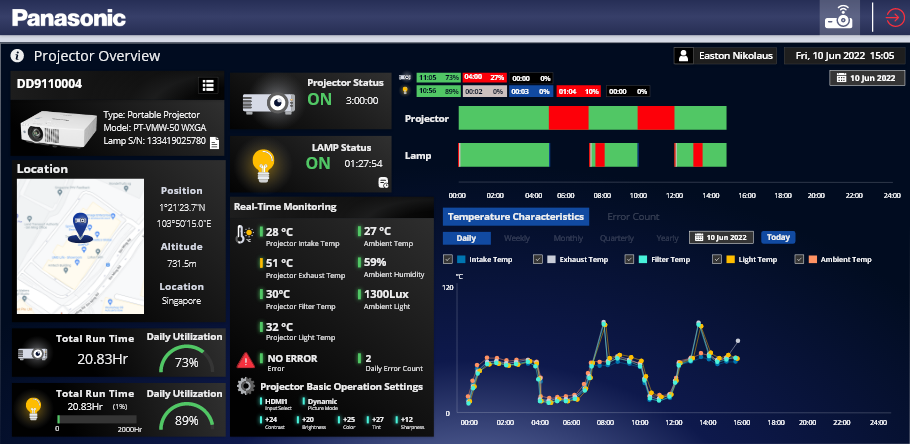 Panasonic
Projector Overview
Easton Nikolaus
Fri, 10 Jun 2022 15:05
DD9110004
Type: Portable Projector
Model: PT-VMW-50 WXGA
Lamp S/N: 133419025780
Location
Position
1°21'23.7"N
103°50'15.0"E
Altitude
731.5m
Location
Singapore
Total Run Time
20.83Hr
Daily Utilization
73%
Total Run Time
20.83Hr (1%)
0 2000Hr
Daily Utilization
89%
Projector Status
ON 3:00:00
LAMP Status
ON 01:27:54
Real-Time Monitoring
28 °C
Projector Intake Temp
27 °C
Ambient Temp
51 °C
Projector Exhaust Temp
59%
Ambient Humidity
30°C
Projector Filter Temp
1300Lux
Ambient Light
32 °C
Projector Light Temp
NO ERROR
Error
2
Daily Error Count
Projector Basic Operation Settings
HDMI1
Input Select
Dynamic
Picture Mode
+24
Contrast
+20
Brightness
+25
Color
+27
Tint
+12
Sharpness
11:05 73% 04:00 27% 00:00 0%
10:56 89% 00:02 0% 00:03 0% 01:04 10% 00:00 0%
10 Jun 2022
Projector
Lamp
00:00 02:00 04:00 06:00 08:00 10:00 12:00 14:00 16:00 18:00 20:00 22:00 24:00
Temperature Characteristics
Error Count
Daily Weekly Monthly Quarterly Yearly 10 Jun 2022 Today
Intake Temp Exhaust Temp Filter Temp Light Temp Ambient Temp
°C
120
0
00:00 02:00 04:00 06:00 08:00 10:00 12:00 14:00 16:00 18:00 20:00 22:00 24:00